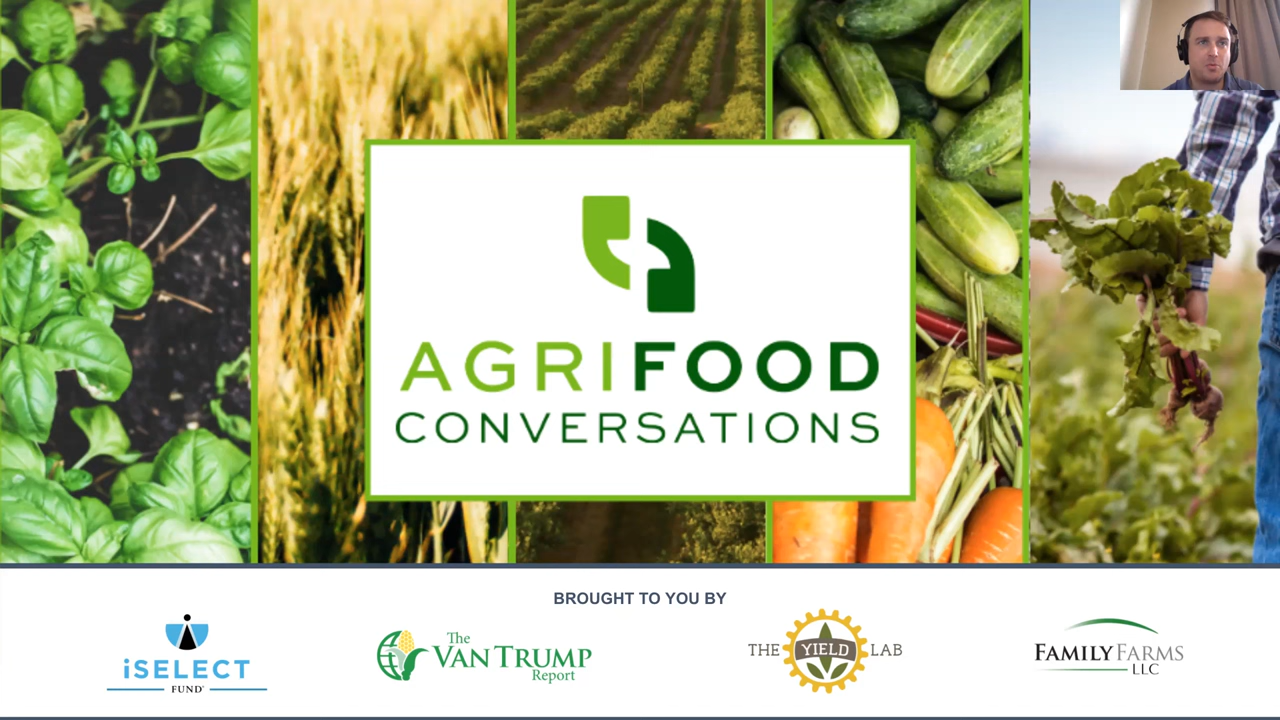 AGRIFOOD
CONVERSATIONS
BROUGHT TO YOU BY
iSELECT
FUND
The
VAN TRUMP
Report
THE YIELD LAB
FAMILY FARMS
LLC